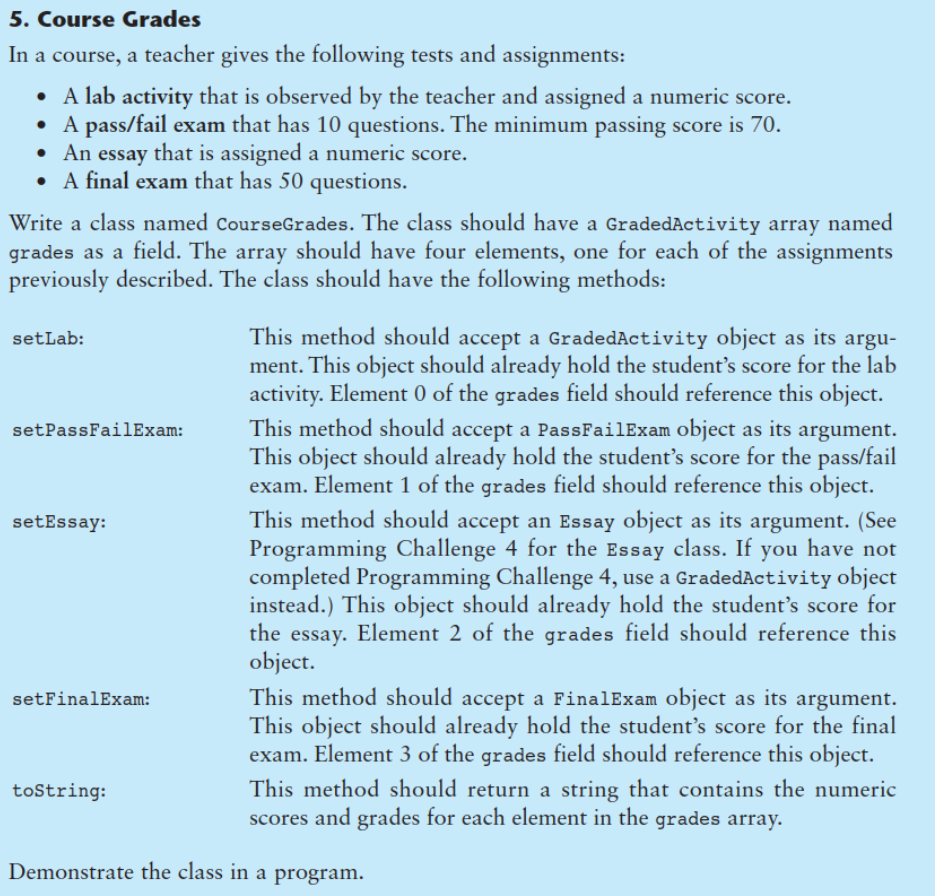 5. Course Grades
In a course, a teacher gives the following tests and assignments:
• A lab activity that is observed by the teacher and assigned a numeric score.
• A pass/fail exam that has 10 questions. The minimum passing score is 70.
• An essay that is assigned a numeric score.
• A final exam that has 50 questions.
Write a class named CourseGrades. The class should have a GradedActivity array named
grades as a field. The array should have four elements, one for each of the assignments
previously described. The class should have the following methods:
setLab: This method should accept a GradedActivity object as its argu-
ment. This object should already hold the student’s score for the lab
activity. Element 0 of the grades field should reference this object.
setPassFailExam: This method should accept a PassFailExam object as its argument.
This object should already hold the student’s score for the pass/fail
exam. Element 1 of the grades field should reference this object.
setEssay: This method should accept an Essay object as its argument. (See
Programming Challenge 4 for the Essay class. If you have not
completed Programming Challenge 4, use a GradedActivity object
instead.) This object should already hold the student’s score for
the essay. Element 2 of the grades field should reference this
object.
setFinalExam: This method should accept a FinalExam object as its argument.
This object should already hold the student’s score for the final
exam. Element 3 of the grades field should reference this object.
toString: This method should return a string that contains the numeric
scores and grades for each element in the grades array.
Demonstrate the class in a program.